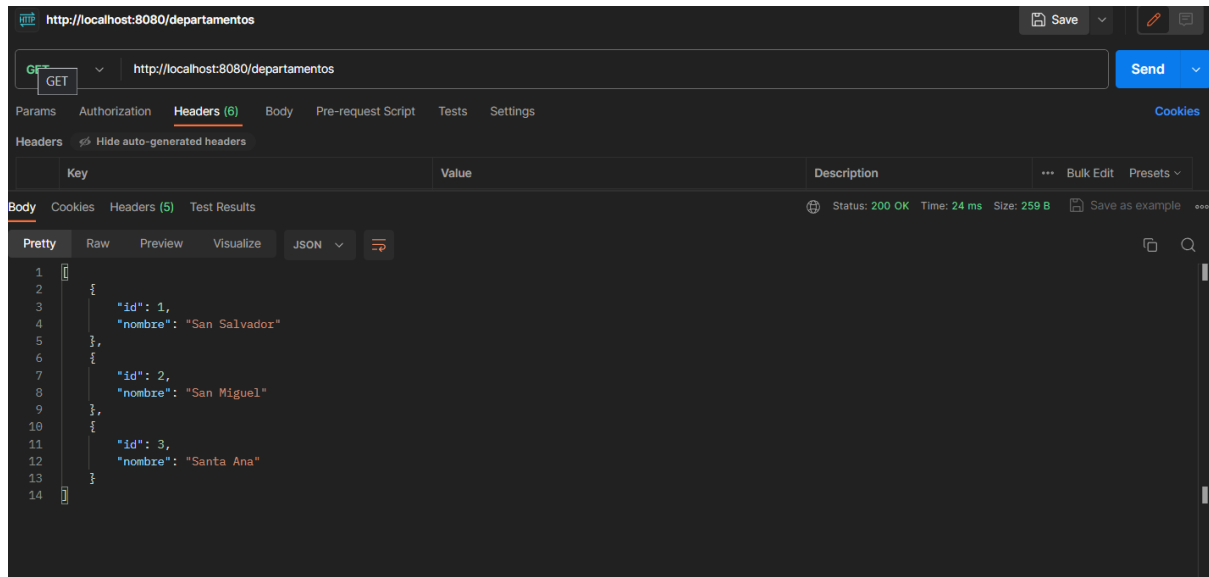 HTTP http://localhost:8080/departamentos Save
GET http://localhost:8080/departamentos Send
GET
Params Authorization Headers (6) Body Pre-request Script Tests Settings Cookies
Headers Hide auto-generated headers
Key Value Description Bulk Edit Presets
Body Cookies Headers (5) Test Results Status: 200 OK Time: 24 ms Size: 259 B Save as example
Pretty Raw Preview Visualize JSON
1 [
2 {
3 "id": 1,
4 "nombre": "San Salvador"
5 },
6 {
7 "id": 2,
8 "nombre": "San Miguel"
9 },
10 {
11 "id": 3,
12 "nombre": "Santa Ana"
13 }
14 ]